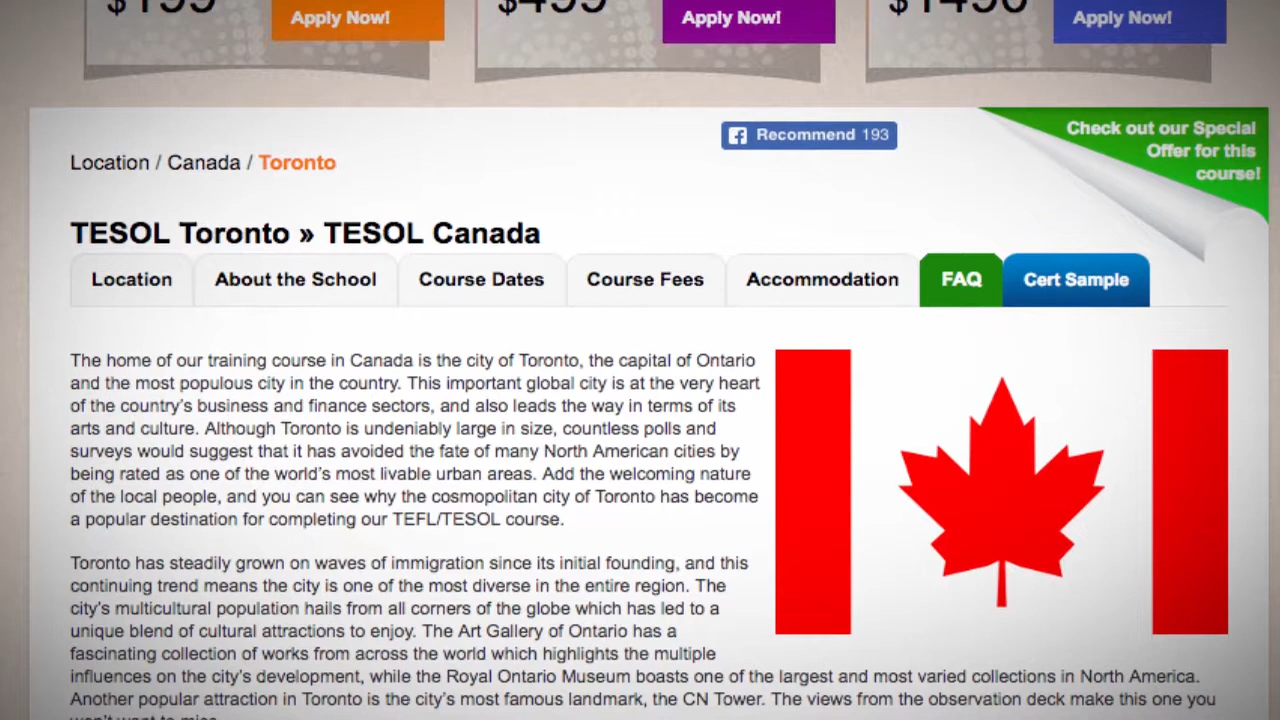 $199
Apply Now!
$499
Apply Now!
$1490
Apply Now!
Check out our Special
Offer for this
course!
Recommend 193
Location / Canada / Toronto
TESOL Toronto » TESOL Canada
Location
About the School
Course Dates
Course Fees
Accommodation
FAQ
Cert Sample
The home of our training course in Canada is the city of Toronto, the capital of Ontario
and the most populous city in the country. This important global city is at the very heart
of the country's business and finance sectors, and also leads the way in terms of its
arts and culture. Although Toronto is undeniably large in size, countless polls and
surveys would suggest that it has avoided the fate of many North American cities by
being rated as one of the world's most livable urban areas. Add the welcoming nature
of the local people, and you can see why the cosmopolitan city of Toronto has become
a popular destination for completing our TEFL/TESOL course.
Toronto has steadily grown on waves of immigration since its initial founding, and this
continuing trend means the city is one of the most diverse in the entire region. The
city's multicultural population hails from all corners of the globe which has led to a
unique blend of cultural attractions to enjoy. The Art Gallery of Ontario has a
fascinating collection of works from across the world which highlights the multiple
influences on the city's development, while the Royal Ontario Museum boasts one of the largest and most varied collections in North America.
Another popular attraction in Toronto is the city's most famous landmark, the CN Tower. The views from the observation deck make this one you
won't want to miss.